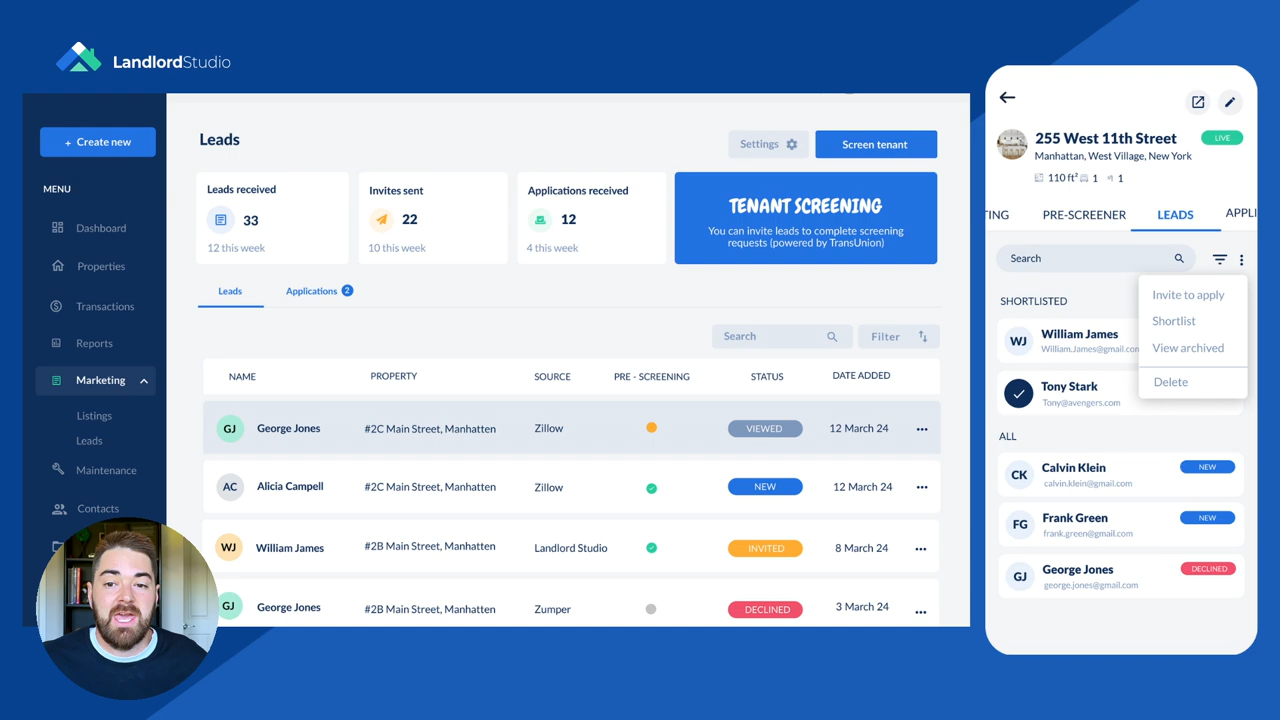 LandlordStudio
+ Create new
MENU
Dashboard
Properties
Transactions
Reports
Marketing
Listings
Leads
Maintenance
Contacts
Leads
Settings
Screen tenant
Leads received
33
12 this week
Invites sent
22
10 this week
Applications received
12
4 this week
TENANT SCREENING
You can invite leads to complete screening
requests (powered by TransUnion)
Leads
Applications 2
Search
Filter
NAME PROPERTY SOURCE PRE - SCREENING STATUS DATE ADDED
GJ George Jones #2C Main Street, Manhatten Zillow VIEWED 12 March 24
AC Alicia Campell #2C Main Street, Manhatten Zillow NEW 12 March 24
WJ William James #2B Main Street, Manhatten Landlord Studio INVITED 8 March 24
GJ George Jones #2B Main Street, Manhatten Zumper DECLINED 3 March 24
255 West 11th Street LIVE
Manhattan, West Village, New York
110 ft² 1 1
TING PRE-SCREENER LEADS APPLI
Search
SHORTLISTED
WJ William James
William.James@gmail.com
Tony Stark
Tony@avengers.com
Invite to apply
Shortlist
View archived
Delete
ALL
CK Calvin Klein NEW
calvin.klein@gmail.com
FG Frank Green NEW
frank.green@gmail.com
GJ George Jones DECLINED
george.jones@gmail.com